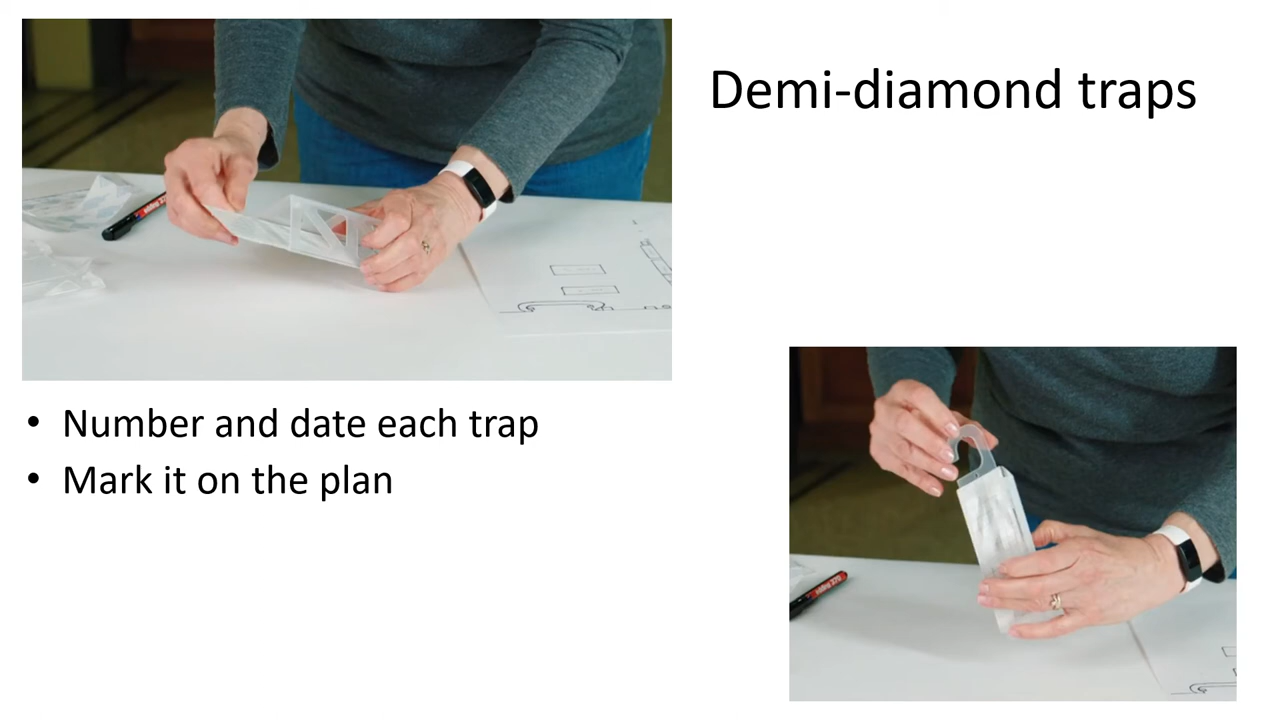 Demi-diamond traps
• Number and date each trap
• Mark it on the plan